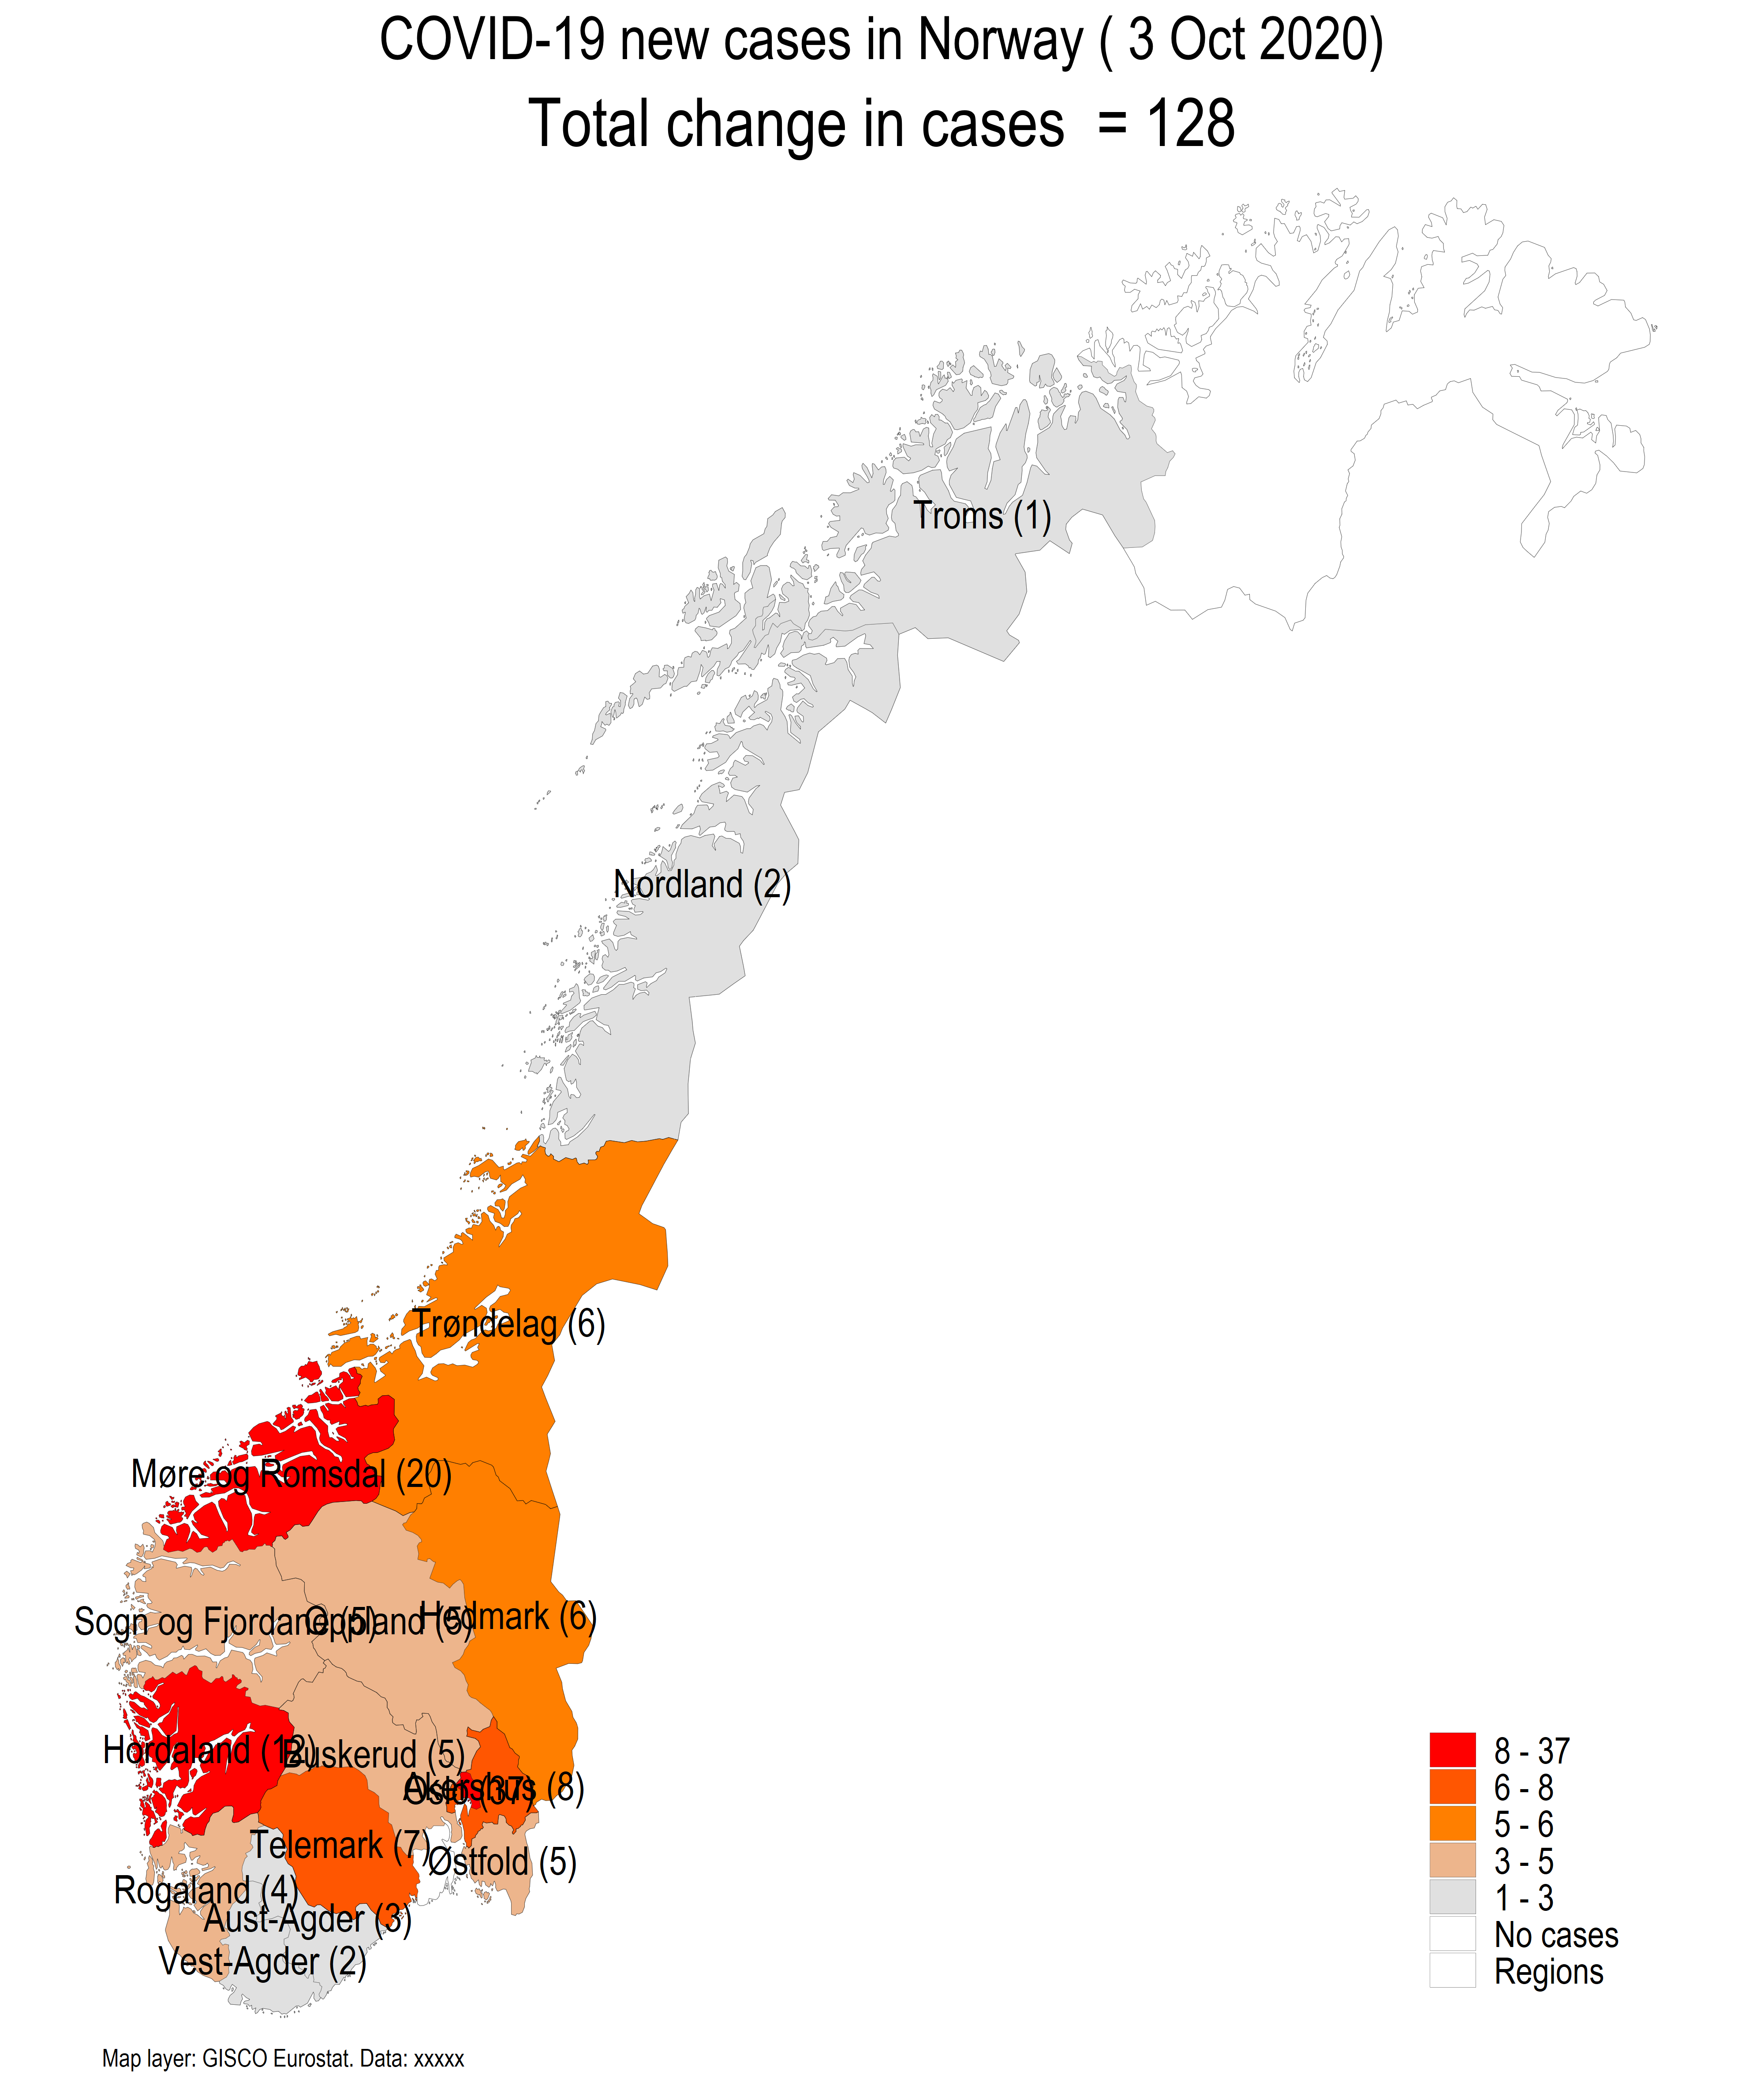 COVID-19 new cases in Norway ( 3 Oct 2020)
Total change in cases  = 128
Troms (1)
Nordland (2)
Trøndelag (6)
Møre og Romsdal (20)
Sogn og Fjordane (5)
Oppland (5)
Hedmark (6)
Hordaland (12)
Buskerud (5)
Oslo (37)
Akershus (8)
Telemark (7)
Østfold (5)
Rogaland (4)
Aust-Agder (3)
Vest-Agder (2)
8 - 37
6 - 8
5 - 6
3 - 5
1 - 3
No cases
Regions
Map layer: GISCO Eurostat. Data: xxxxx